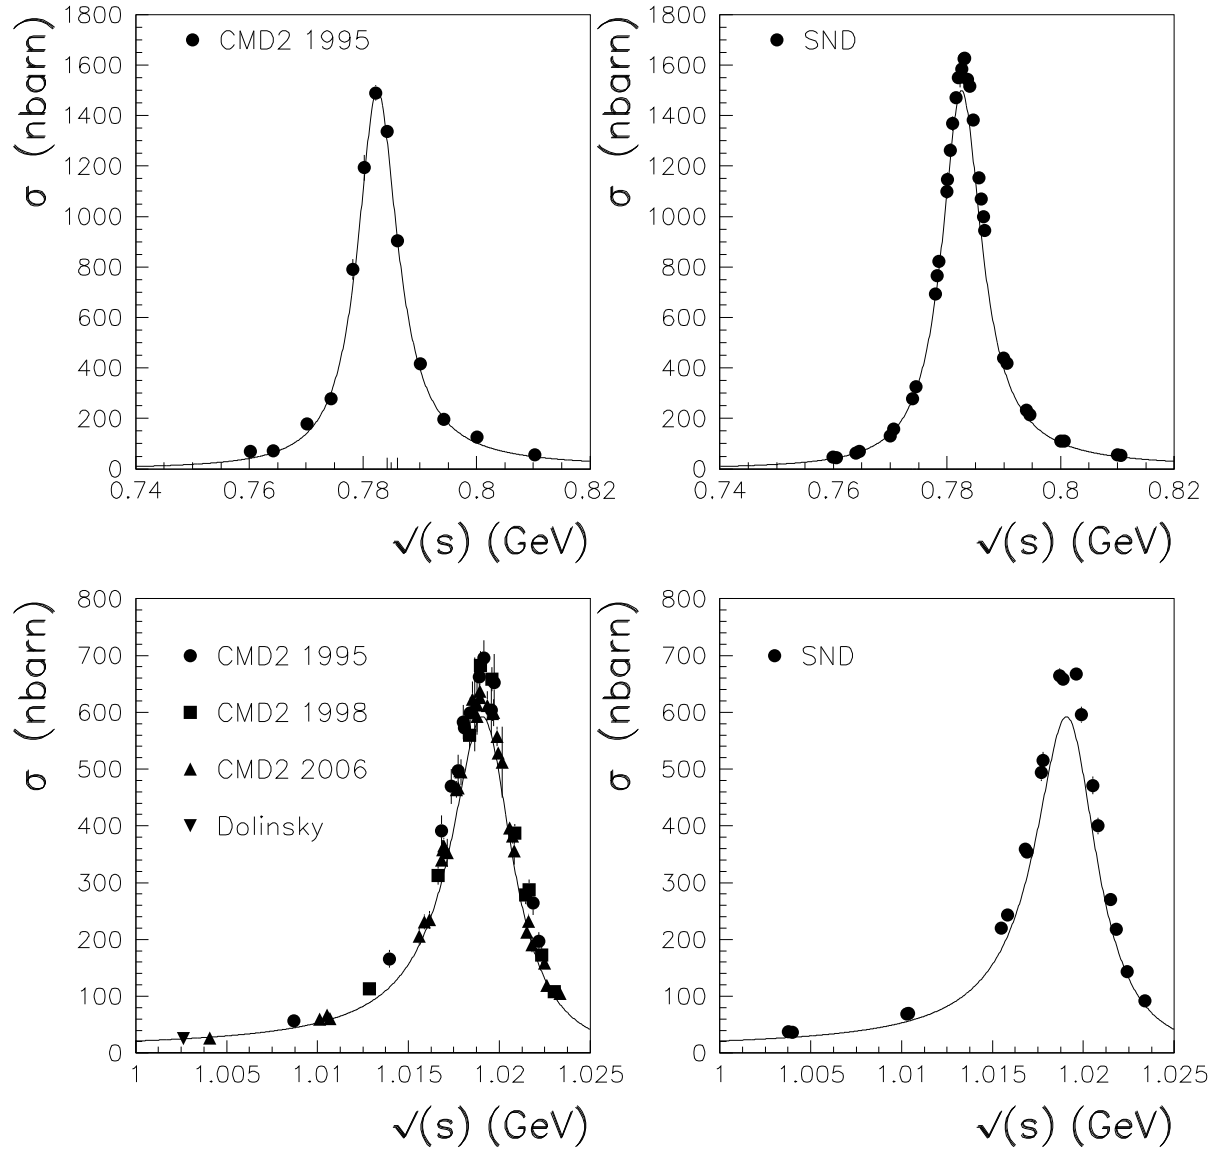 CMD2 1995
σ (nbarn)
1800
1600
1400
1200
1000
800
600
400
200
0
0.74 0.76 0.78 0.8 0.82
√(s) (GeV)
SND
σ (nbarn)
1800
1600
1400
1200
1000
800
600
400
200
0
0.74 0.76 0.78 0.8 0.82
√(s) (GeV)
CMD2 1995
CMD2 1998
CMD2 2006
Dolinsky
σ (nbarn)
800
700
600
500
400
300
200
100
0
1 1.005 1.01 1.015 1.02 1.025
√(s) (GeV)
SND
σ (nbarn)
800
700
600
500
400
300
200
100
0
1 1.005 1.01 1.015 1.02 1.025
√(s) (GeV)